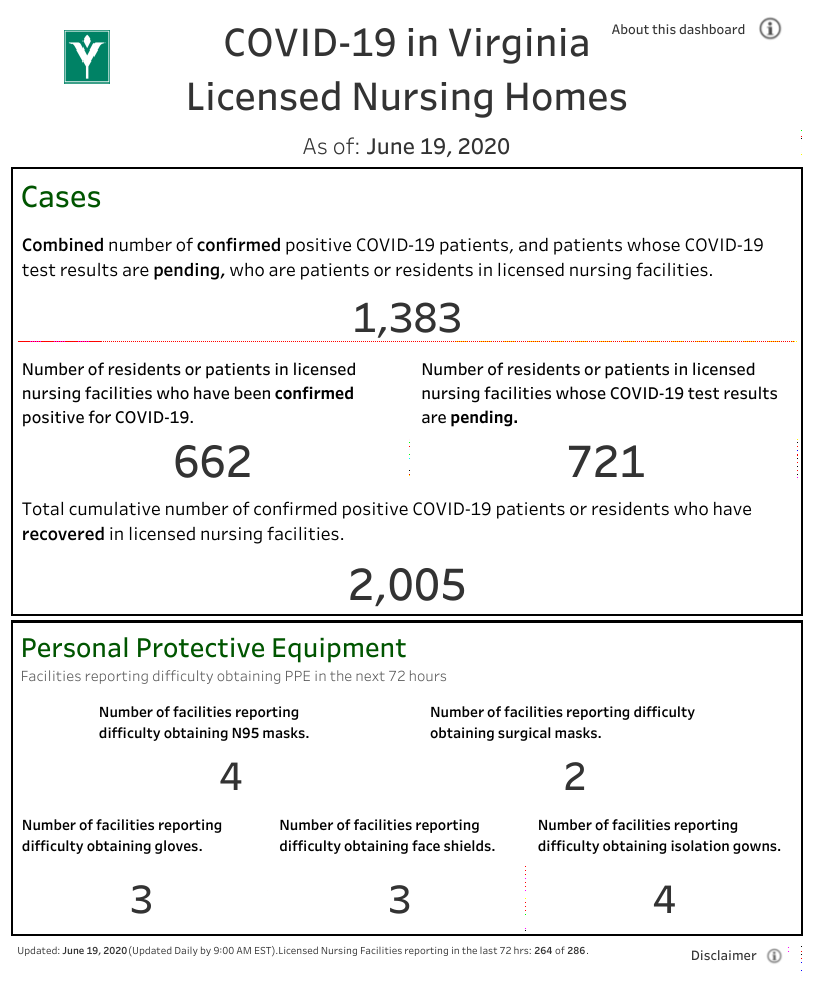 COVID-19 in Virginia
Licensed Nursing Homes
About this dashboard
As of: June 19, 2020
Cases
Combined number of confirmed positive COVID-19 patients, and patients whose COVID-19
test results are pending, who are patients or residents in licensed nursing facilities.
1,383
Number of residents or patients in licensed
nursing facilities who have been confirmed
positive for COVID-19.
662
Number of residents or patients in licensed
nursing facilities whose COVID-19 test results
are pending.
721
Total cumulative number of confirmed positive COVID-19 patients or residents who have
recovered in licensed nursing facilities.
2,005
Personal Protective Equipment
Facilities reporting difficulty obtaining PPE in the next 72 hours
Number of facilities reporting
difficulty obtaining N95 masks.
4
Number of facilities reporting difficulty
obtaining surgical masks.
2
Number of facilities reporting
difficulty obtaining gloves.
3
Number of facilities reporting
difficulty obtaining face shields.
3
Number of facilities reporting
difficulty obtaining isolation gowns.
4
Updated: June 19, 2020(Updated Daily by 9:00 AM EST).Licensed Nursing Facilities reporting in the last 72 hrs: 264 of 286.
Disclaimer